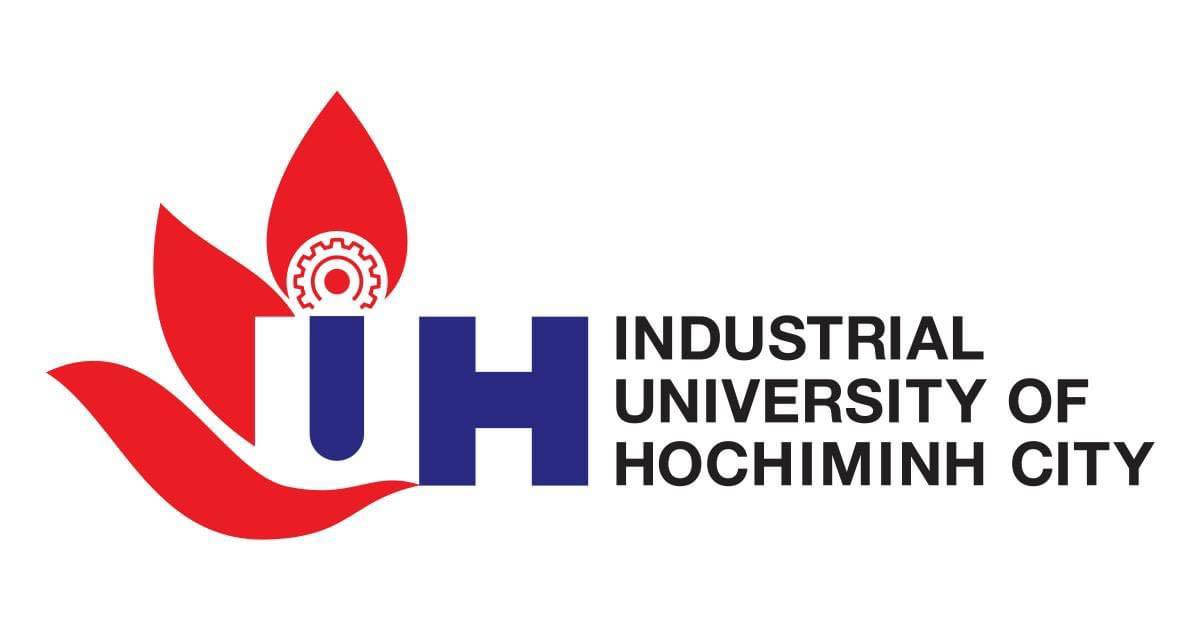 IUH
INDUSTRIAL
UNIVERSITY OF
HOCHIMINH CITY